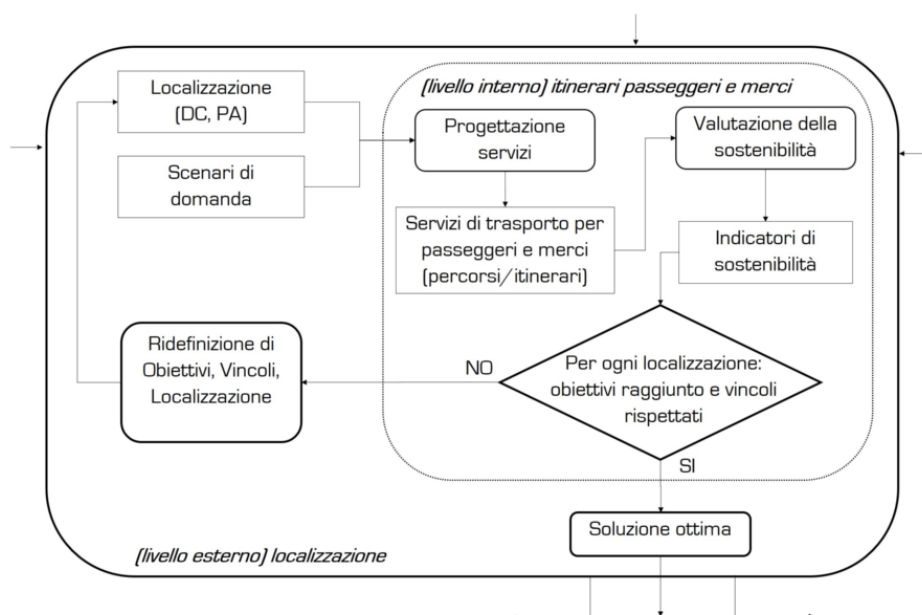 Localizzazione
(DC, PA)
Scenari di
domanda
(livello interno) itinerari passeggeri e merci
Progettazione
servizi
Valutazione della
sostenibilità
Servizi di trasporto per
passeggeri e merci
(percorsi/itinerari)
Indicatori di
sostenibilità
Ridefinizione di
Obiettivi, Vincoli,
Localizzazione
NO
Per ogni localizzazione:
obiettivi raggiunto e vincoli
rispettati
SI
Soluzione ottima
(livello esterno) localizzazione